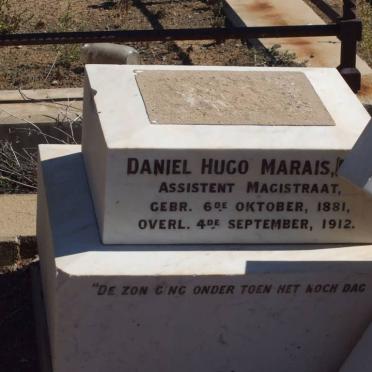 DANIEL HUGO MARAIS,
ASSISTENT MAGISTRAAT,
GEBR. 6DE OKTOBER, 1881,
OVERL. 4DE SEPTEMBER, 1912.
"DE ZON GING ONDER TOEN HET NOCH DAG